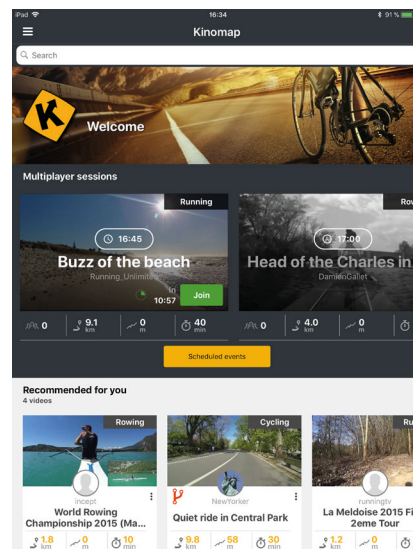 iPad 16:34 91 %
Kinomap
Search
K
Welcome
Multiplayer sessions
Running
16:45
Buzz of the beach
Running_Unlimited
in
10:57
Join
0
9.1
km
0
m
40
min
Ro
17:00
Head of the Charles in
DamienGallet
0
4.0
km
0
m
Scheduled events
Recommended for you
4 videos
Rowing
incept
World Rowing
Championship 2015 (Ma...
1.8
km
0
m
10
min
Cycling
NewYorker
Quiet ride in Central Park
9.8
km
58
m
30
min
Ru
runningtv
La Meldoise 2015 Fi
2eme Tour
1.2
km
0
m